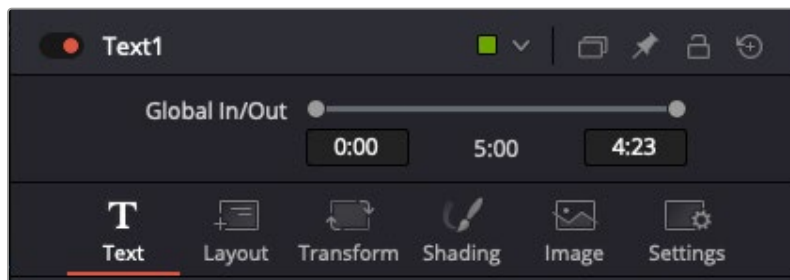 Text1
Global In/Out
0:00 5:00 4:23
T
Text Layout Transform Shading Image Settings